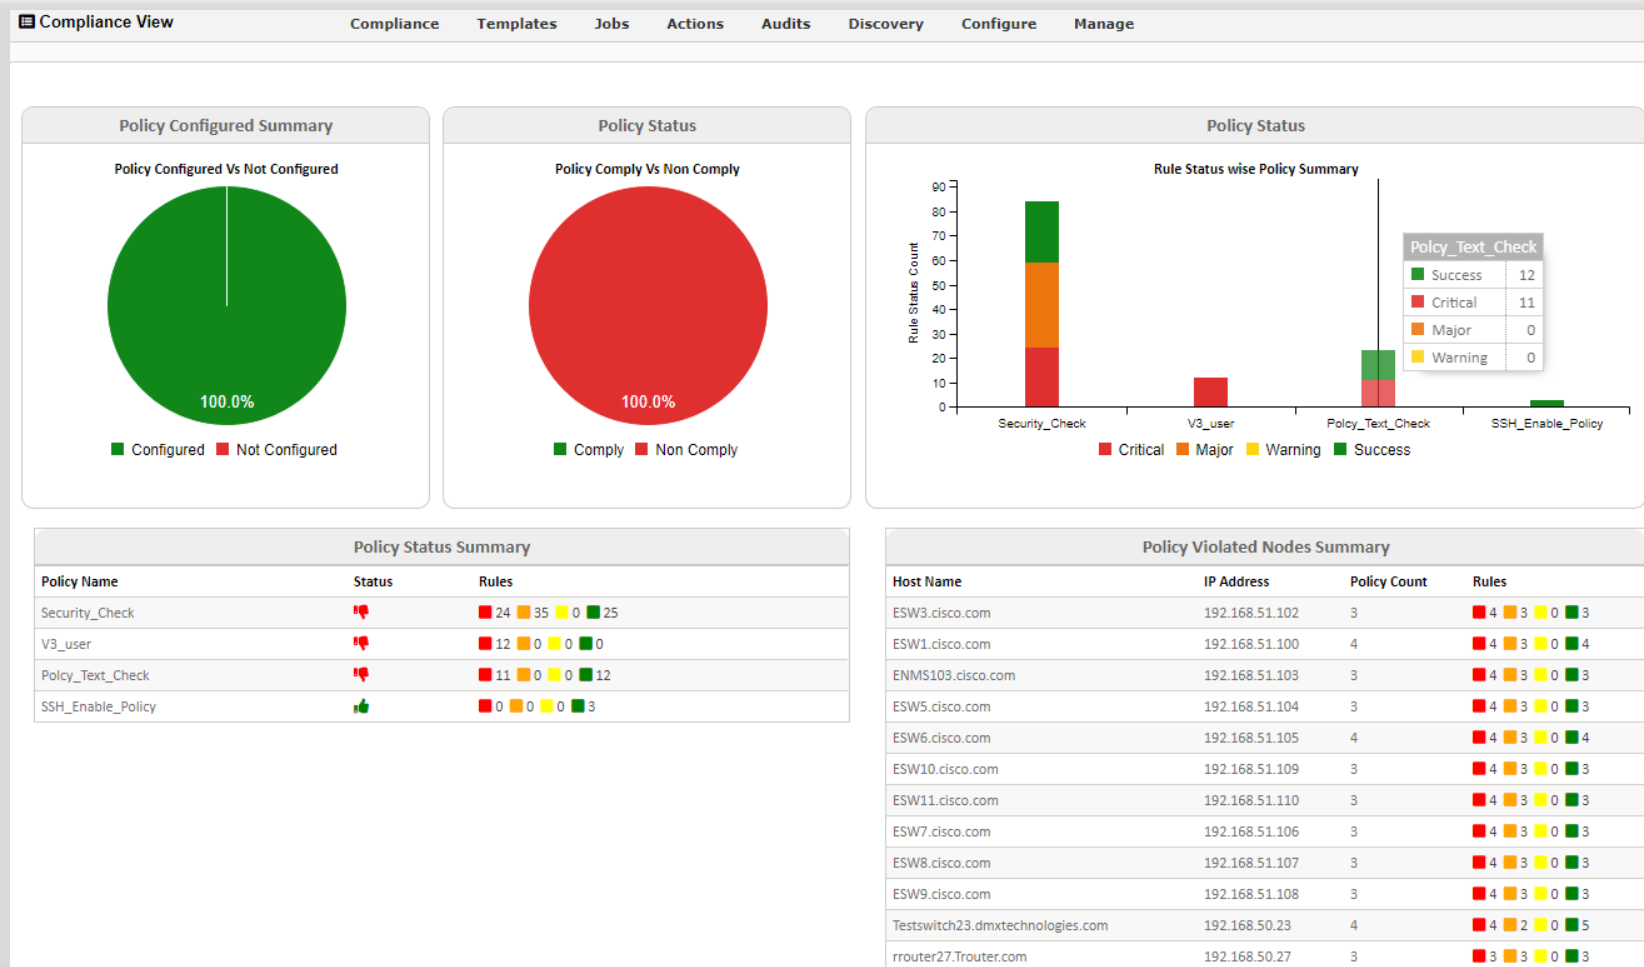 Compliance View
Compliance Templates Jobs Actions Audits Discovery Configure Manage
Policy Configured Summary
Policy Configured Vs Not Configured
100.0%
Configured Not Configured
Policy Status
Policy Comply Vs Non Comply
100.0%
Comply Non Comply
Policy Status
Rule Status wise Policy Summary
Rule Status Count
90
80
70
60
50
40
30
20
10
0
Polcy_Text_Check
Success 12
Critical 11
Major 0
Warning 0
Security_Check V3_user Polcy_Text_Check SSH_Enable_Policy
Critical Major Warning Success
Policy Status Summary
Policy Name Status Rules
Security_Check 24 35 0 25
V3_user 12 0 0 0
Polcy_Text_Check 11 0 0 12
SSH_Enable_Policy 0 0 0 3
Policy Violated Nodes Summary
Host Name IP Address Policy Count Rules
ESW3.cisco.com 192.168.51.102 3 4 3 0 3
ESW1.cisco.com 192.168.51.100 4 4 3 0 4
ENMS103.cisco.com 192.168.51.103 3 4 3 0 3
ESW5.cisco.com 192.168.51.104 3 4 3 0 3
ESW6.cisco.com 192.168.51.105 4 4 3 0 4
ESW10.cisco.com 192.168.51.109 3 4 3 0 3
ESW11.cisco.com 192.168.51.110 3 4 3 0 3
ESW7.cisco.com 192.168.51.106 3 4 3 0 3
ESW8.cisco.com 192.168.51.107 3 4 3 0 3
ESW9.cisco.com 192.168.51.108 3 4 3 0 3
Testswitch23.dmxtechnologies.com 192.168.50.23 4 4 2 0 5
rrouter27.Trouter.com 192.168.50.27 3 3 3 0 3